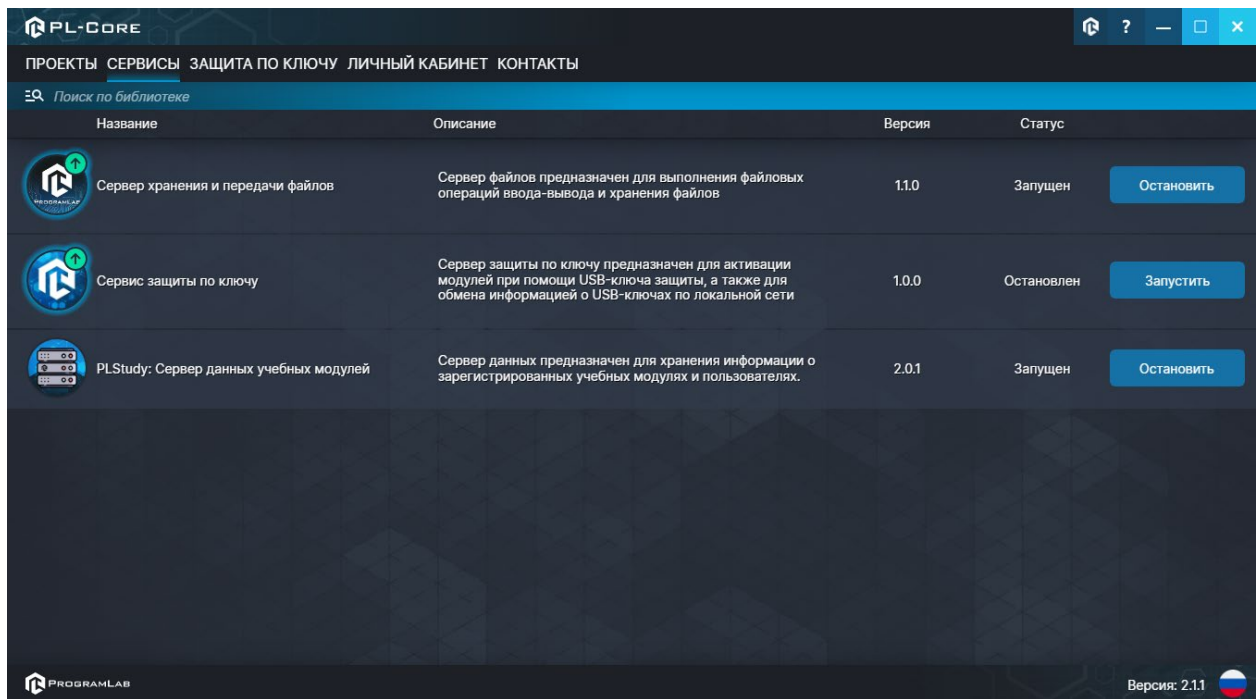 PL-CORE
?
ПРОЕКТЫ СЕРВИСЫ ЗАЩИТА ПО КЛЮЧУ ЛИЧНЫЙ КАБИНЕТ КОНТАКТЫ
Поиск по библиотеке
Название Описание Версия Статус
PROGRAMLAB
Сервер хранения и передачи файлов
Сервер файлов предназначен для выполнения файловых
операций ввода-вывода и хранения файлов
1.1.0
Запущен
Остановить
Сервис защиты по ключу
Сервер защиты по ключу предназначен для активации
модулей при помощи USB-ключа защиты, а также для
обмена информацией о USB-ключах по локальной сети
1.0.0
Остановлен
Запустить
PLStudy: Сервер данных учебных модулей
Сервер данных предназначен для хранения информации о
зарегистрированных учебных модулях и пользователях.
2.0.1
Запущен
Остановить
PROGRAMLAB
Версия: 2.1.1